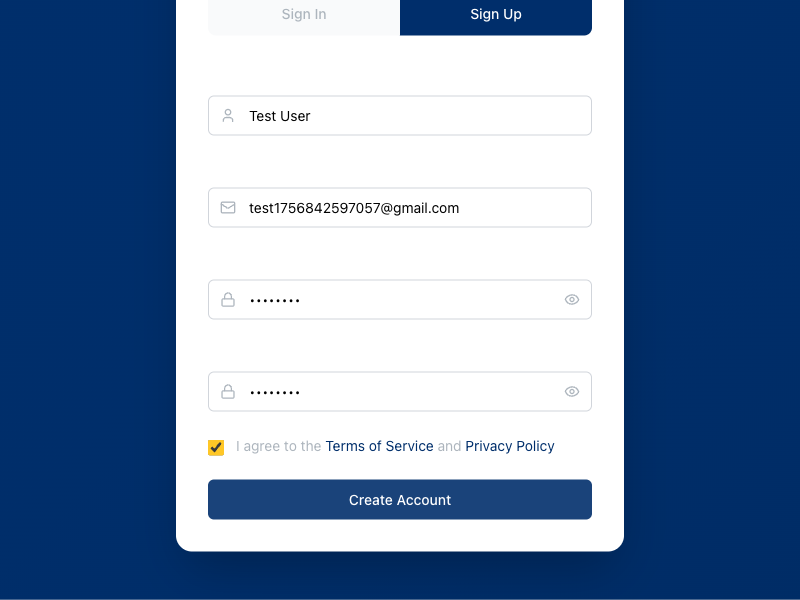 Sign In
Sign Up
Test User
test1756842597057@gmail.com
••••••••
••••••••
I agree to the Terms of Service and Privacy Policy
Create Account